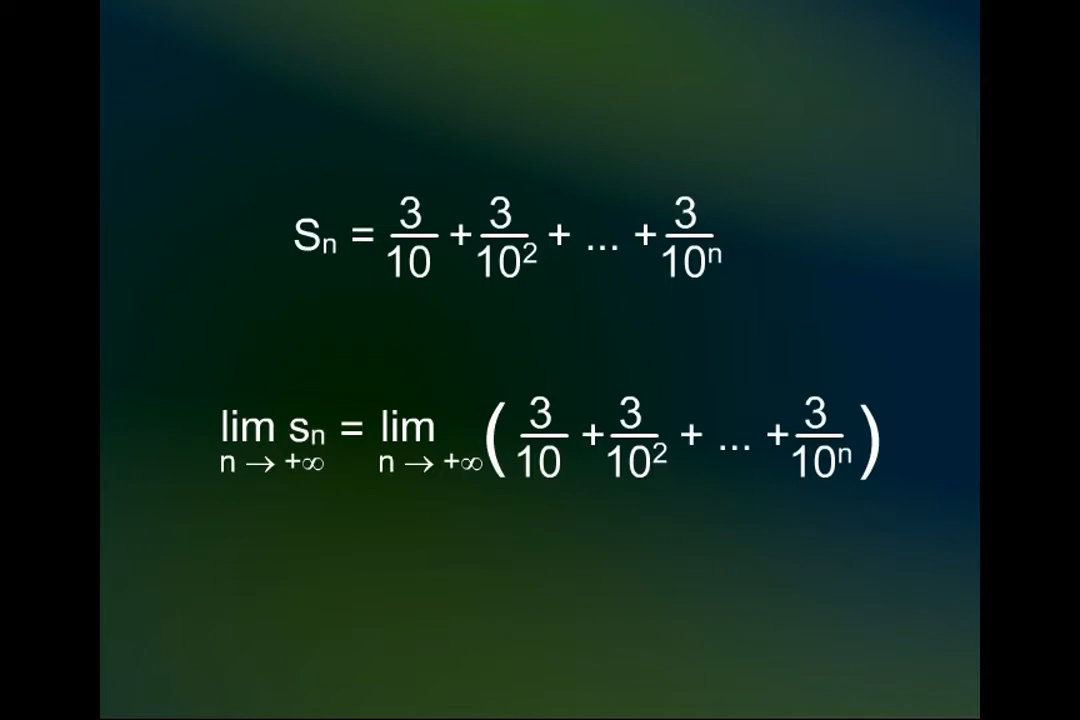 Sn = 3/10 + 3/10² + ... + 3/10ⁿ
lim sn = lim ( 3/10 + 3/10² + ... + 3/10ⁿ )
n → +∞ n → +∞